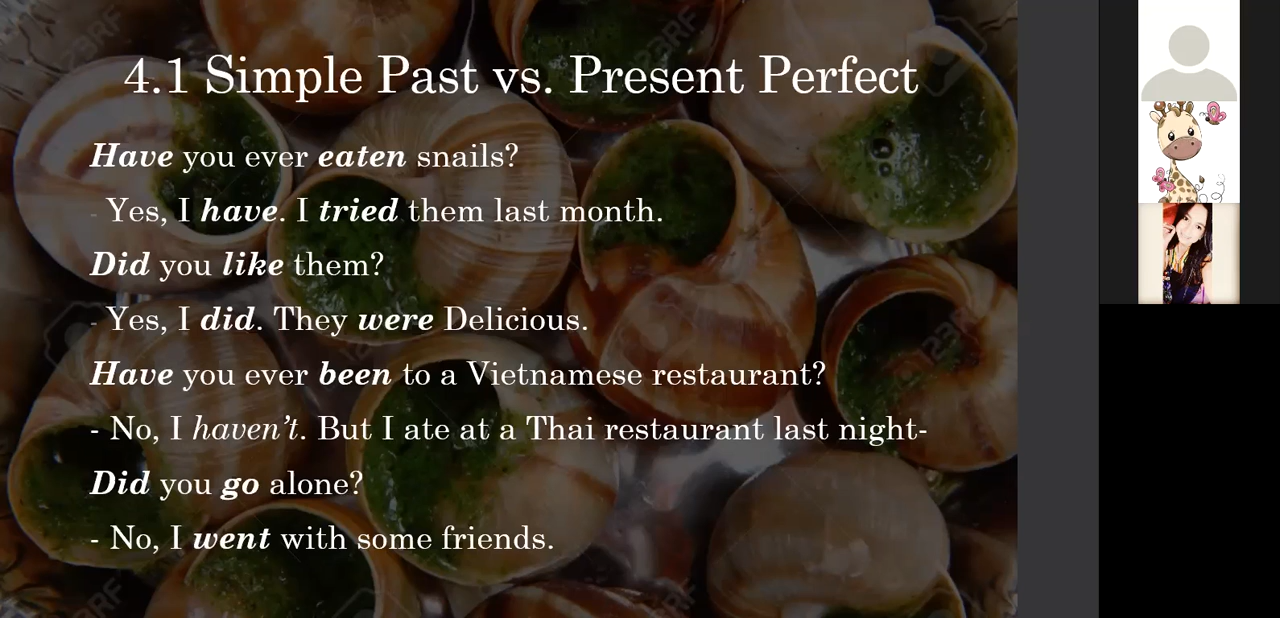 4.1 Simple Past vs. Present Perfect
Have you ever eaten snails?
- Yes, I have. I tried them last month.
Did you like them?
- Yes, I did. They were Delicious.
Have you ever been to a Vietnamese restaurant?
- No, I haven’t. But I ate at a Thai restaurant last night-
Did you go alone?
- No, I went with some friends.